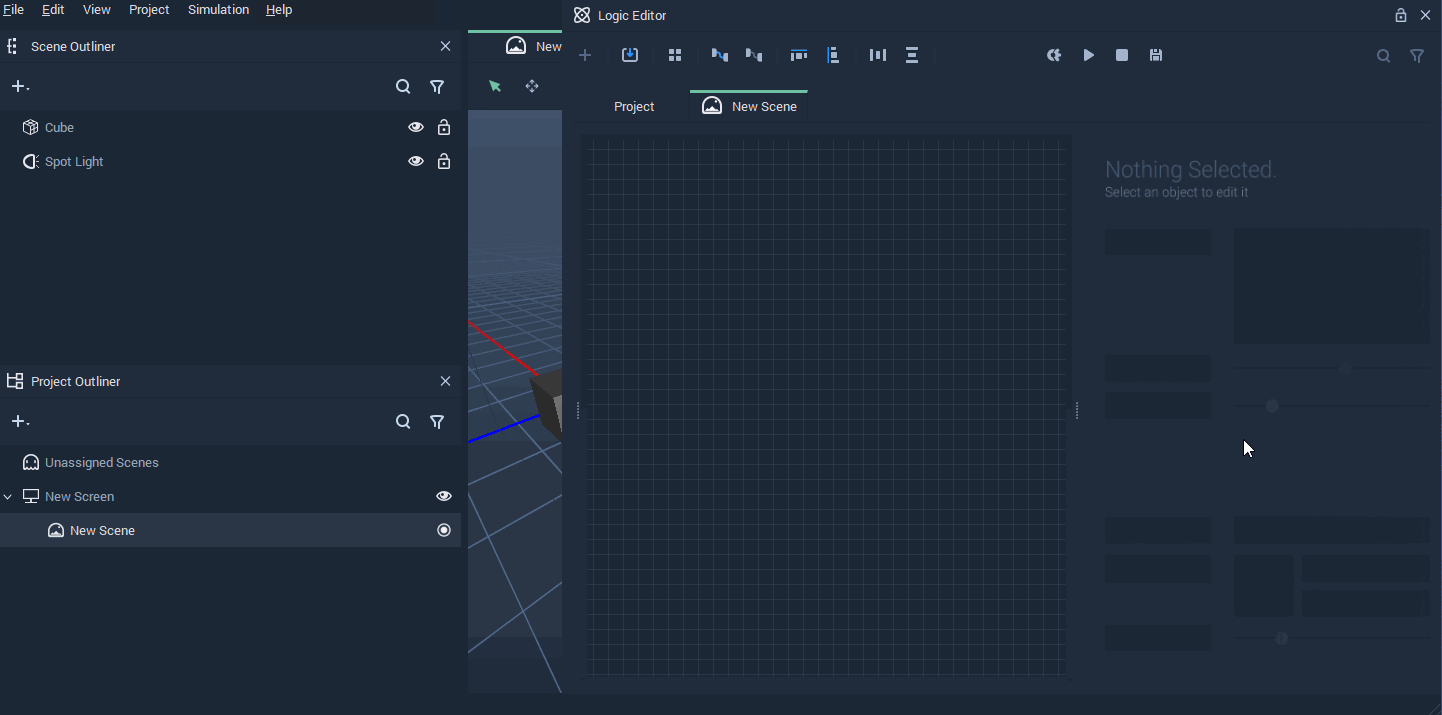 File Edit View Project Simulation Help
Logic Editor
Scene Outliner
New
Project
New Scene
Cube
Spot Light
Nothing Selected.
Select an object to edit it
Project Outliner
Unassigned Scenes
New Screen
New Scene